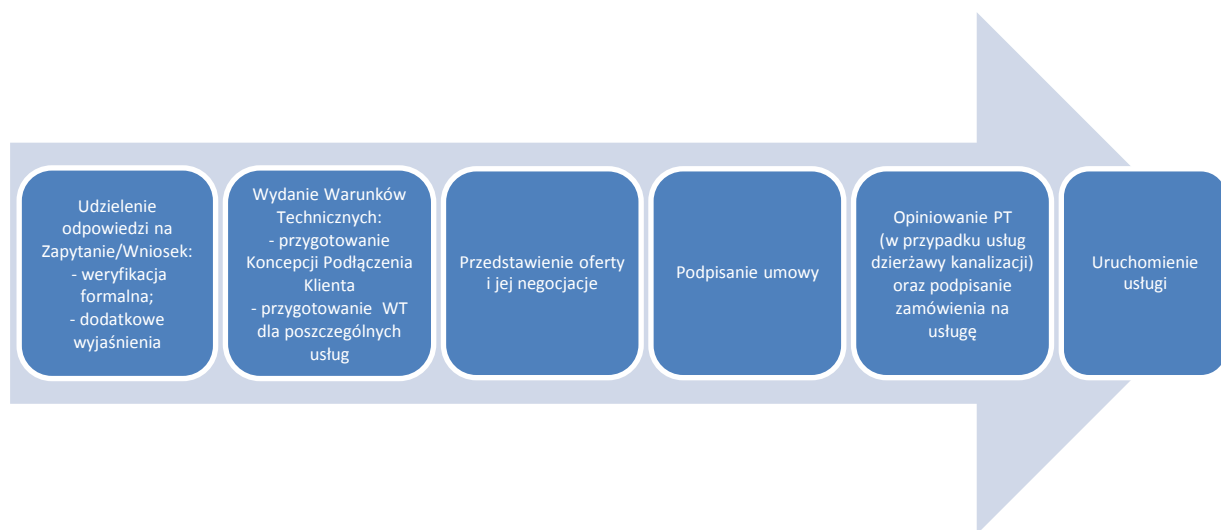 Udzielenie
odpowiedzi na
Zapytanie/Wniosek:
- weryfikacja
formalna;
- dodatkowe
wyjaśnienia
Wydanie Warunków
Technicznych:
- przygotowanie
Koncepcji Podłączenia
Klienta
- przygotowanie  WT
dla poszczególnych
usług
Przedstawienie oferty
i jej negocjacje
Podpisanie umowy
Opiniowanie PT
(w przypadku usług
dzierżawy kanalizacji)
oraz podpisanie
zamówienia na
usługę
Uruchomienie
usługi